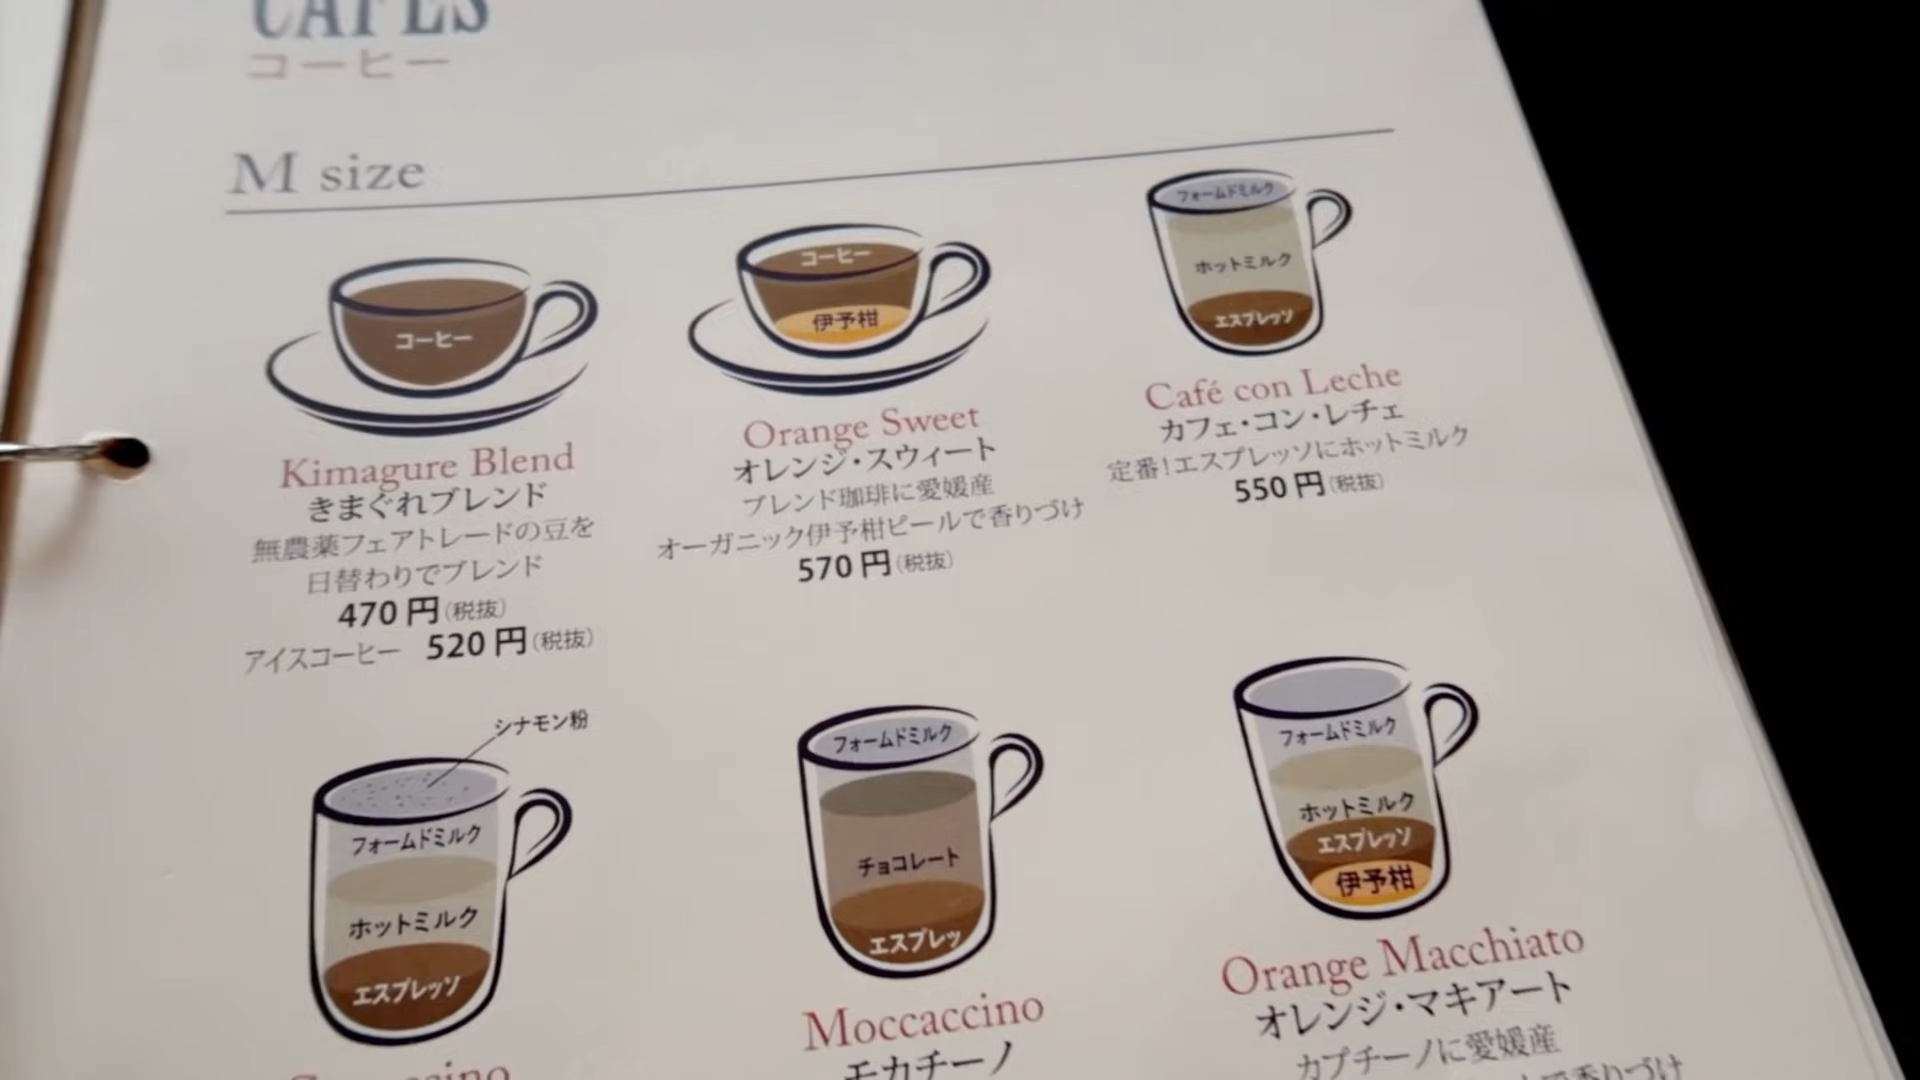 CAFES
コーヒー
M size
コーヒー
Kimagure Blend
きまぐれブレンド
無農薬フェアトレードの豆を
日替わりでブレンド
470 円(税抜)
アイスコーヒー 520 円(税抜)
コーヒー
伊予柑
Orange Sweet
オレンジ・スウィート
ブレンド珈琲に愛媛産
オーガニック伊予柑ピールで香りづけ
570 円(税抜)
フォームドミルク
ホットミルク
エスプレッソ
Café con Leche
カフェ・コン・レチェ
定番!エスプレッソにホットミルク
550 円(税抜)
シナモン粉
フォームドミルク
ホットミルク
エスプレッソ
フォームドミルク
チョコレート
エスプレッ
Moccaccino
モカチーノ
フォームドミルク
ホットミルク
エスプレッソ
伊予柑
Orange Macchiato
オレンジ・マキアート
カプチーノに愛媛産
で香りづけ